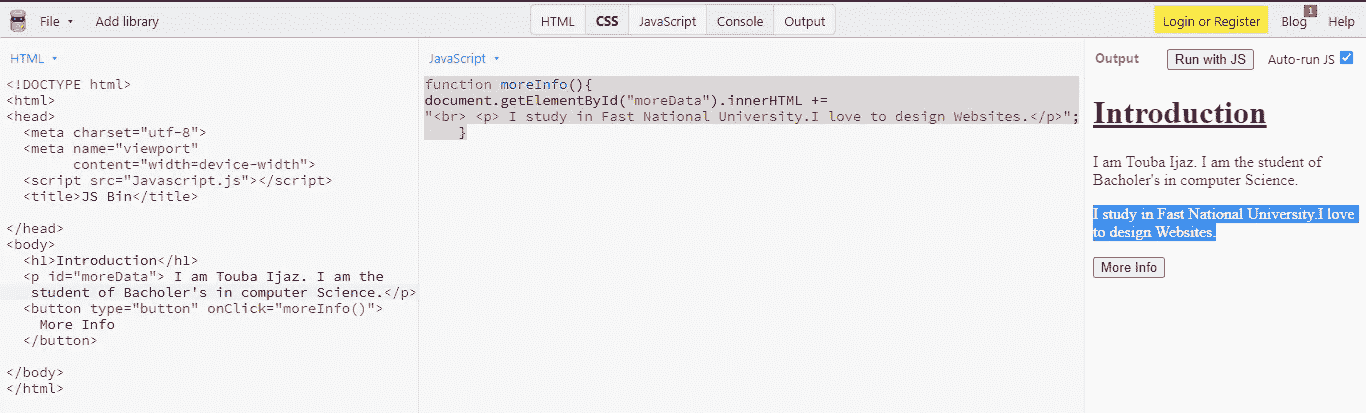 File ▾ Add library HTML CSS JavaScript Console Output Login or Register Blog 1 Help
HTML ▾
<!DOCTYPE html>
<html>
<head>
<meta charset="utf-8">
<meta name="viewport"
content="width=device-width">
<script src="Javascript.js"></script>
<title>JS Bin</title>
</head>
<body>
<h1>Introduction</h1>
<p id="moreData"> I am Touba Ijaz. I am the
student of Bacholer's in computer Science.</p>
<button type="button" onClick="moreInfo()">
More Info
</button>
</body>
</html>
JavaScript ▾
function moreInfo(){
document.getElementById("moreData").innerHTML +=
"<br> <p> I study in Fast National University.I love to design Websites.</p>";
}
Output Run with JS Auto-run JS
Introduction
I am Touba Ijaz. I am the student of
Bacholer's in computer Science.
I study in Fast National University.I love
to design Websites.
More Info